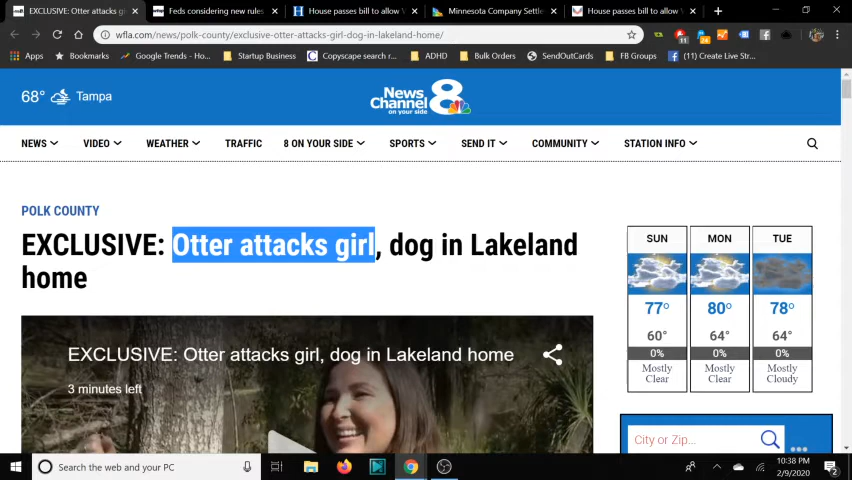 EXCLUSIVE: Otter attacks gi
Feds considering new rules
House passes bill to allow
Minnesota Company Settle
House passes bill to allow
wfla.com/news/polk-county/exclusive-otter-attacks-girl-dog-in-lakeland-home/
11
24
Apps
Bookmarks
Google Trends - Ho...
Startup Business
Copyscape search r...
ADHD
Bulk Orders
SendOutCards
FB Groups
(11) Create Live Str...
68° Tampa
News
Channel 8
on your side
NEWS VIDEO WEATHER TRAFFIC 8 ON YOUR SIDE SPORTS SEND IT COMMUNITY STATION INFO
POLK COUNTY
EXCLUSIVE: Otter attacks girl, dog in Lakeland
home
EXCLUSIVE: Otter attacks girl, dog in Lakeland home
3 minutes left
SUN MON TUE
77° 80° 78°
60° 64° 64°
0% 0% 0%
Mostly Mostly Mostly
Clear Clear Cloudy
City or Zip...
Search the web and your PC
10:38 PM
2/9/2020
2